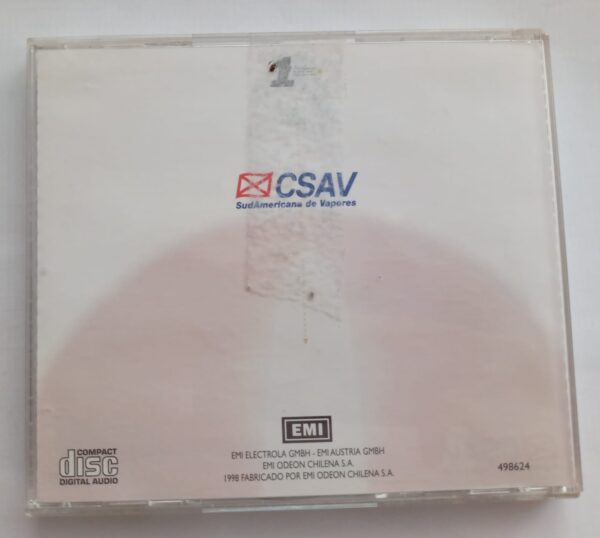 1
CSAV
SudAmericana de Vapores
EMI
EMI ELECTROLA GMBH - EMI AUSTRIA GMBH
EMI ODEON CHILENA S.A.
1998 FABRICADO POR EMI ODEON CHILENA S.A.
COMPACT
disc
DIGITAL AUDIO
498624